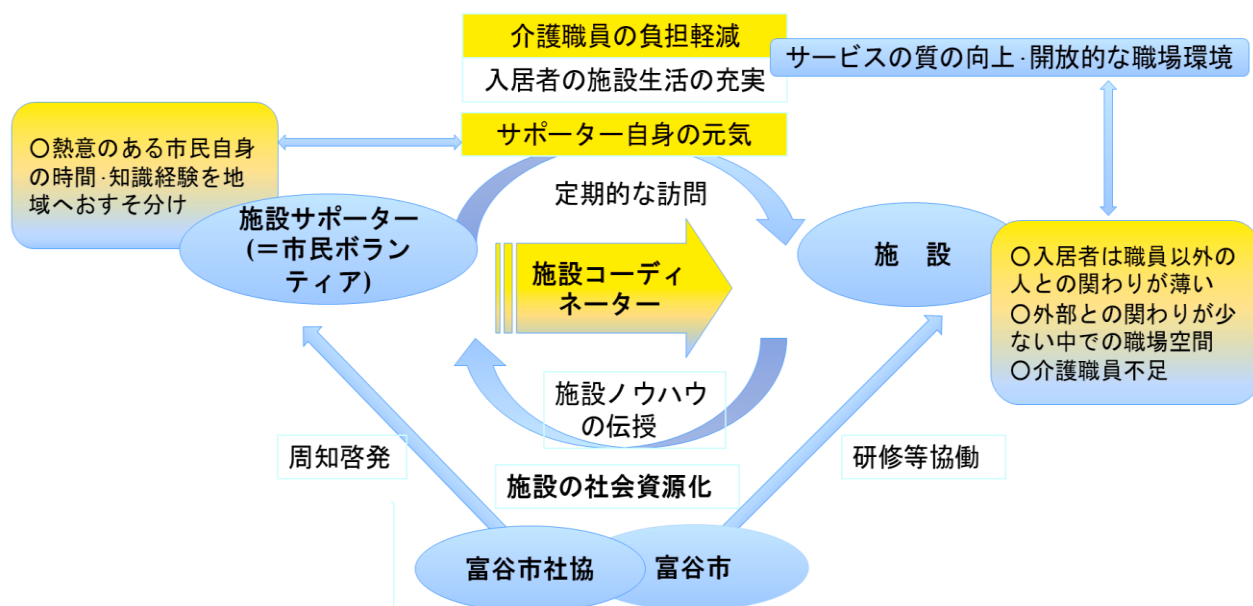 介護職員の負担軽減
入居者の施設生活の充実
サポーター自身の元気
サービスの質の向上·開放的な職場環境
〇熱意のある市民自身
の時間·知識経験を地
域へおすそ分け
施設サポーター
(=市民ボラン
ティア)
定期的な訪問
施設コーディ
ネーター
施　設
〇入居者は職員以外の
人との関わりが薄い
〇外部との関わりが少
ない中での職場空間
〇介護職員不足
施設ノウハウ
の伝授
周知啓発
研修等協働
施設の社会資源化
富谷市社協
富谷市